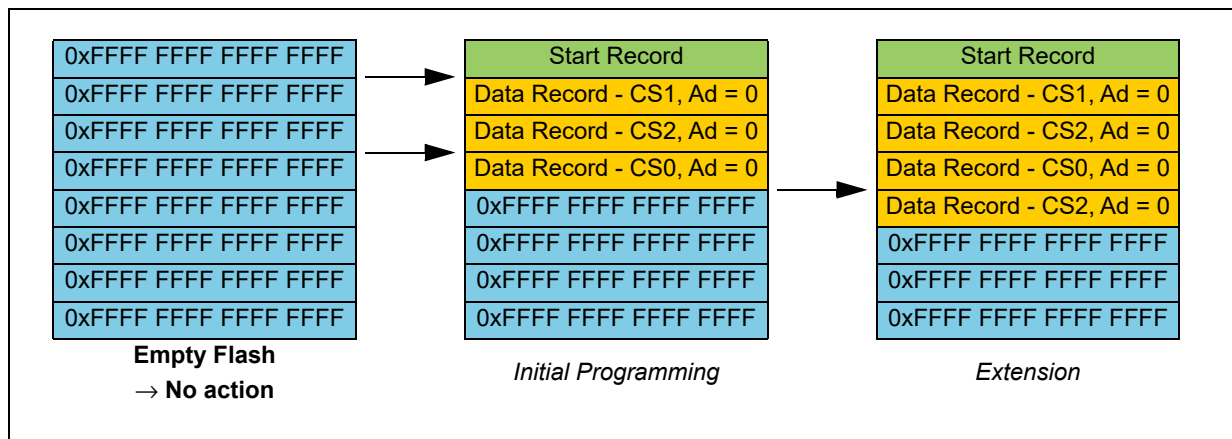 0xFFFF FFFF FFFF FFFF
0xFFFF FFFF FFFF FFFF
0xFFFF FFFF FFFF FFFF
0xFFFF FFFF FFFF FFFF
0xFFFF FFFF FFFF FFFF
0xFFFF FFFF FFFF FFFF
0xFFFF FFFF FFFF FFFF
0xFFFF FFFF FFFF FFFF
Empty Flash
→ No action
Start Record
Data Record - CS1, Ad = 0
Data Record - CS2, Ad = 0
Data Record - CS0, Ad = 0
0xFFFF FFFF FFFF FFFF
0xFFFF FFFF FFFF FFFF
0xFFFF FFFF FFFF FFFF
0xFFFF FFFF FFFF FFFF
Initial Programming
Start Record
Data Record - CS1, Ad = 0
Data Record - CS2, Ad = 0
Data Record - CS0, Ad = 0
Data Record - CS2, Ad = 0
0xFFFF FFFF FFFF FFFF
0xFFFF FFFF FFFF FFFF
0xFFFF FFFF FFFF FFFF
Extension